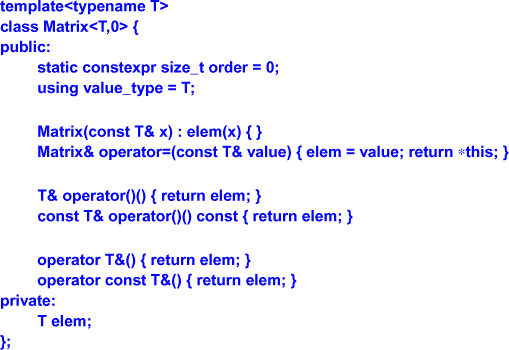 template<typename T>
class Matrix<T,0> {
public:
static constexpr size_t order = 0;
using value_type = T;
Matrix(const T& x) : elem(x) { }
Matrix& operator=(const T& value) { elem = value; return ∗this; }
T& operator()() { return elem; }
const T& operator()() const { return elem; }
operator T&() { return elem; }
operator const T&() { return elem; }
private:
T elem;
};